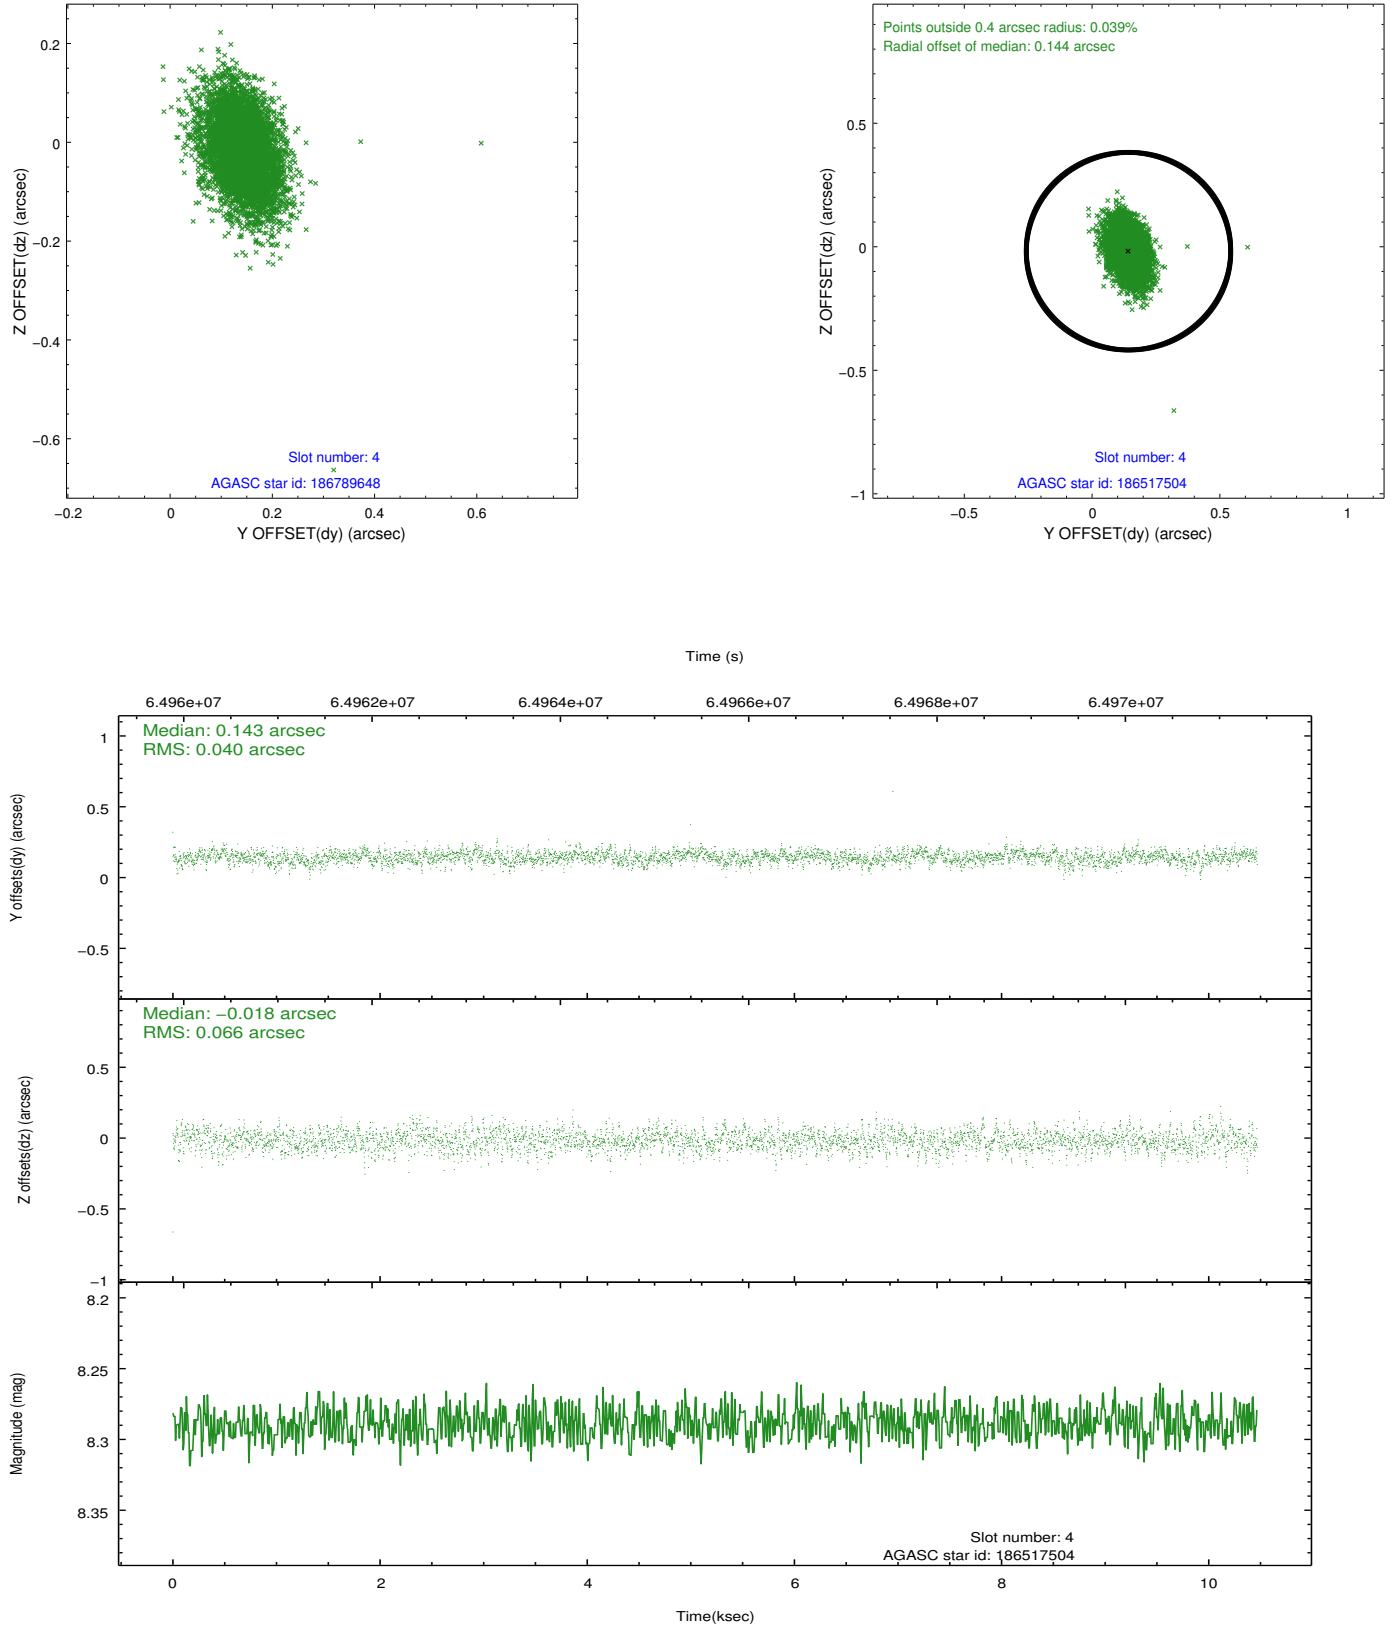 0.2
0
−0.2
−0.4
−0.6
Z OFFSET(dz) (arcsec)
Slot number: 4
AGASC star id: 186789648
−0.2
0
0.2
0.4
0.6
Y OFFSET(dy) (arcsec)
Points outside 0.4 arcsec radius: 0.039%
Radial offset of median: 0.144 arcsec
0.5
0
−0.5
−1
Z OFFSET(dz) (arcsec)
Slot number: 4
AGASC star id: 186517504
−0.5
0
0.5
1
Y OFFSET(dy) (arcsec)
Time (s)
6.496e+07
6.4962e+07
6.4964e+07
6.4966e+07
6.4968e+07
6.497e+07
Median: 0.143 arcsec
RMS: 0.040 arcsec
1
0.5
0
−0.5
Y offsets(dy) (arcsec)
Median: −0.018 arcsec
RMS: 0.066 arcsec
0.5
0
−0.5
−1
Z offsets(dz) (arcsec)
8.2
8.25
8.3
8.35
Magnitude (mag)
Slot number: 4
AGASC star id: 186517504
0
2
4
6
8
10
Time(ksec)